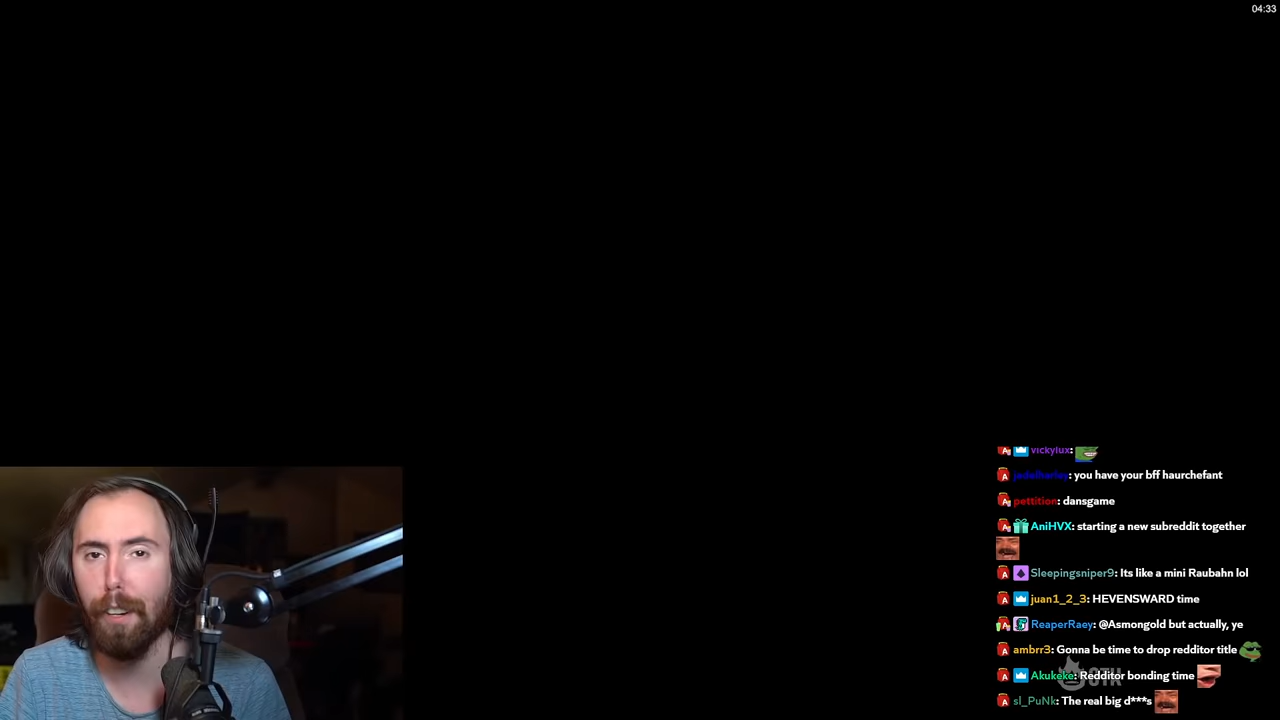 04:33
vickylux:
: you have your bff haurchefant
pettition: dansgame
AniHVX: starting a new subreddit together
Sleepingsniper9: Its like a mini Raubahn lol
juan1_2_3: HEVENSWARD time
ReaperRaey: @Asmongold but actually, ye
ambrr3: Gonna be time to drop redditor title
Akukeke: Redditor bonding time
sl_PuNk: The real big d***s